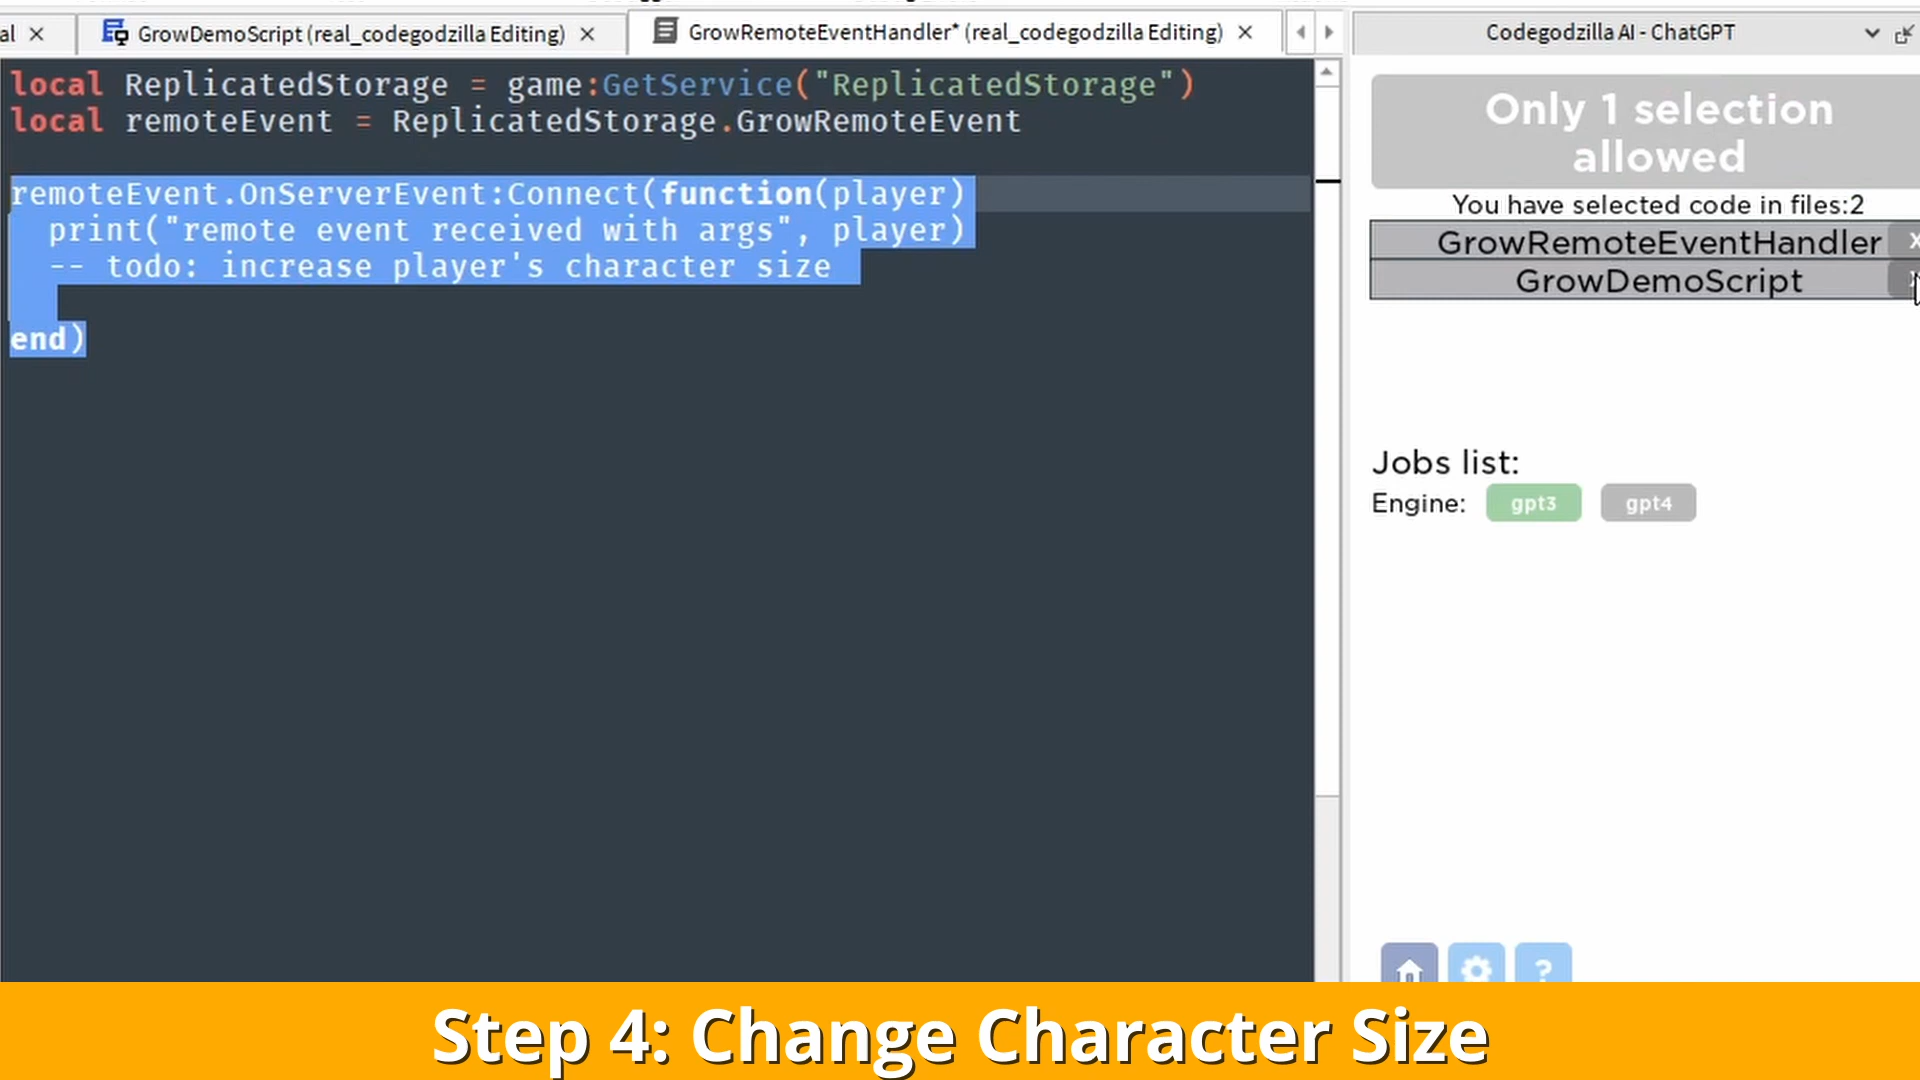 al × GrowDemoScript (real_codegodzilla Editing) × GrowRemoteEventHandler* (real_codegodzilla Editing) × Codegodzilla AI - ChatGPT
local ReplicatedStorage = game:GetService("ReplicatedStorage")
local remoteEvent = ReplicatedStorage.GrowRemoteEvent
remoteEvent.OnServerEvent:Connect(function(player)
print("remote event received with args", player)
-- todo: increase player's character size
end)
Only 1 selection
allowed
You have selected code in files:2
GrowRemoteEventHandler X
GrowDemoScript
Jobs list:
Engine: gpt3 gpt4
?
Step 4: Change Character Size